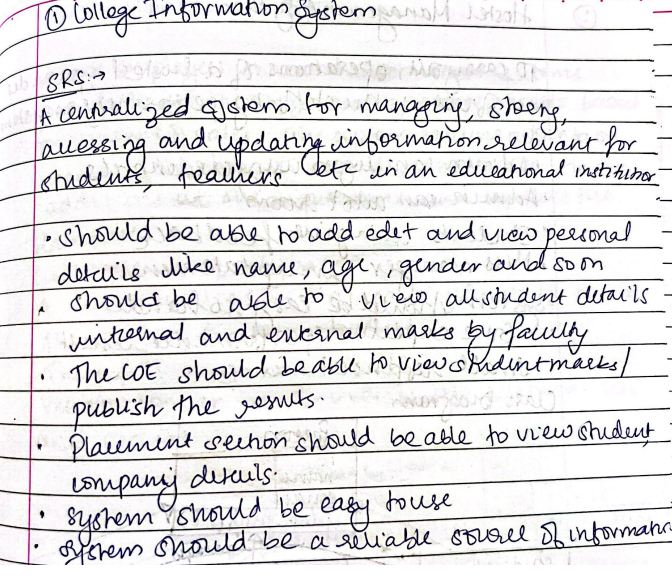 ① College Information System
SRS:→
A centralized system for managing, storing,
accessing and updating information relevant for
students, teachers etc in an educational institution
• should be able to add edet and view personal
details like name, age, gender and so on
• should be able to view all student details
internal and external marks by faculty
• The COE should be able to view student marks/
publish the results.
• Placement section should be able to view student
company details.
• system should be easy to use
• system should be a reliable source of informatio